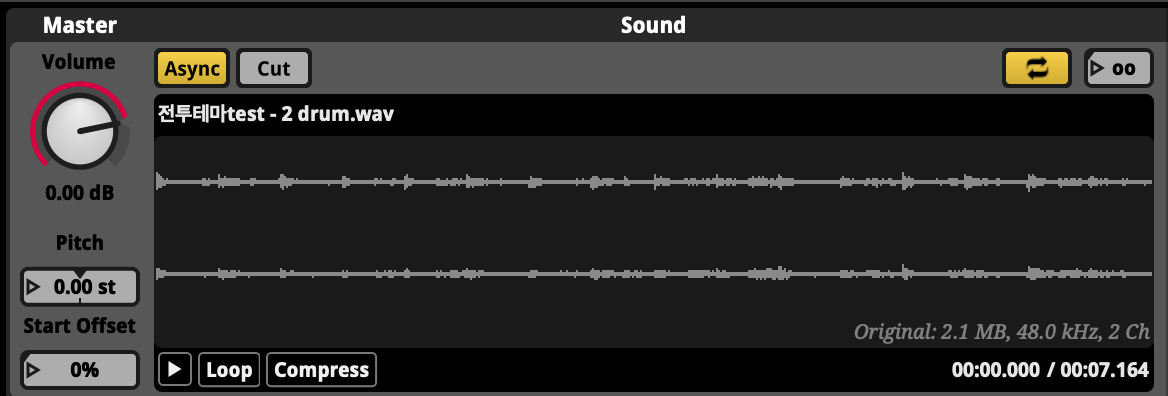 Master
Sound
Volume
Async
Cut
oo
전투테마test - 2 drum.wav
0.00 dB
Pitch
0.00 st
Start Offset
0%
Original: 2.1 MB, 48.0 kHz, 2 Ch
Loop
Compress
00:00.000 / 00:07.164